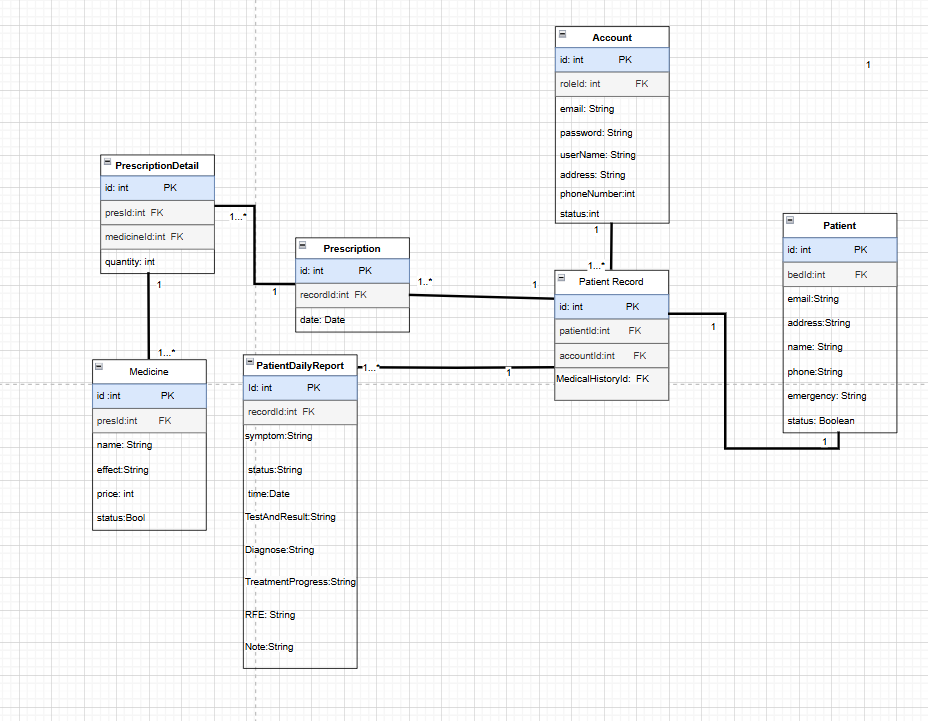 Account
id: int PK
roleId: int FK
email: String
password: String
userName: String
address: String
phoneNumber:int
status:int
1
1
1...*
PrescriptionDetail
id: int PK
presId:int FK
medicineId:int FK
quantity: int
1...*
1
1
1...*
Prescription
id: int PK
recordId:int FK
date: Date
1..*
1
Patient Record
id: int PK
patientId:int FK
accountId:int FK
MedicalHistoryId: FK
1
1
Patient
id: int PK
bedId:int FK
email:String
address:String
name: String
phone:String
emergency: String
status: Boolean
Medicine
id :int PK
presId:int FK
name: String
effect:String
price: int
status:Bool
PatientDailyReport
Id: int PK
recordId:int FK
symptom:String
status:String
time:Date
TestAndResult:String
Diagnose:String
TreatmentProgress:String
RFE: String
Note:String
1...*
1